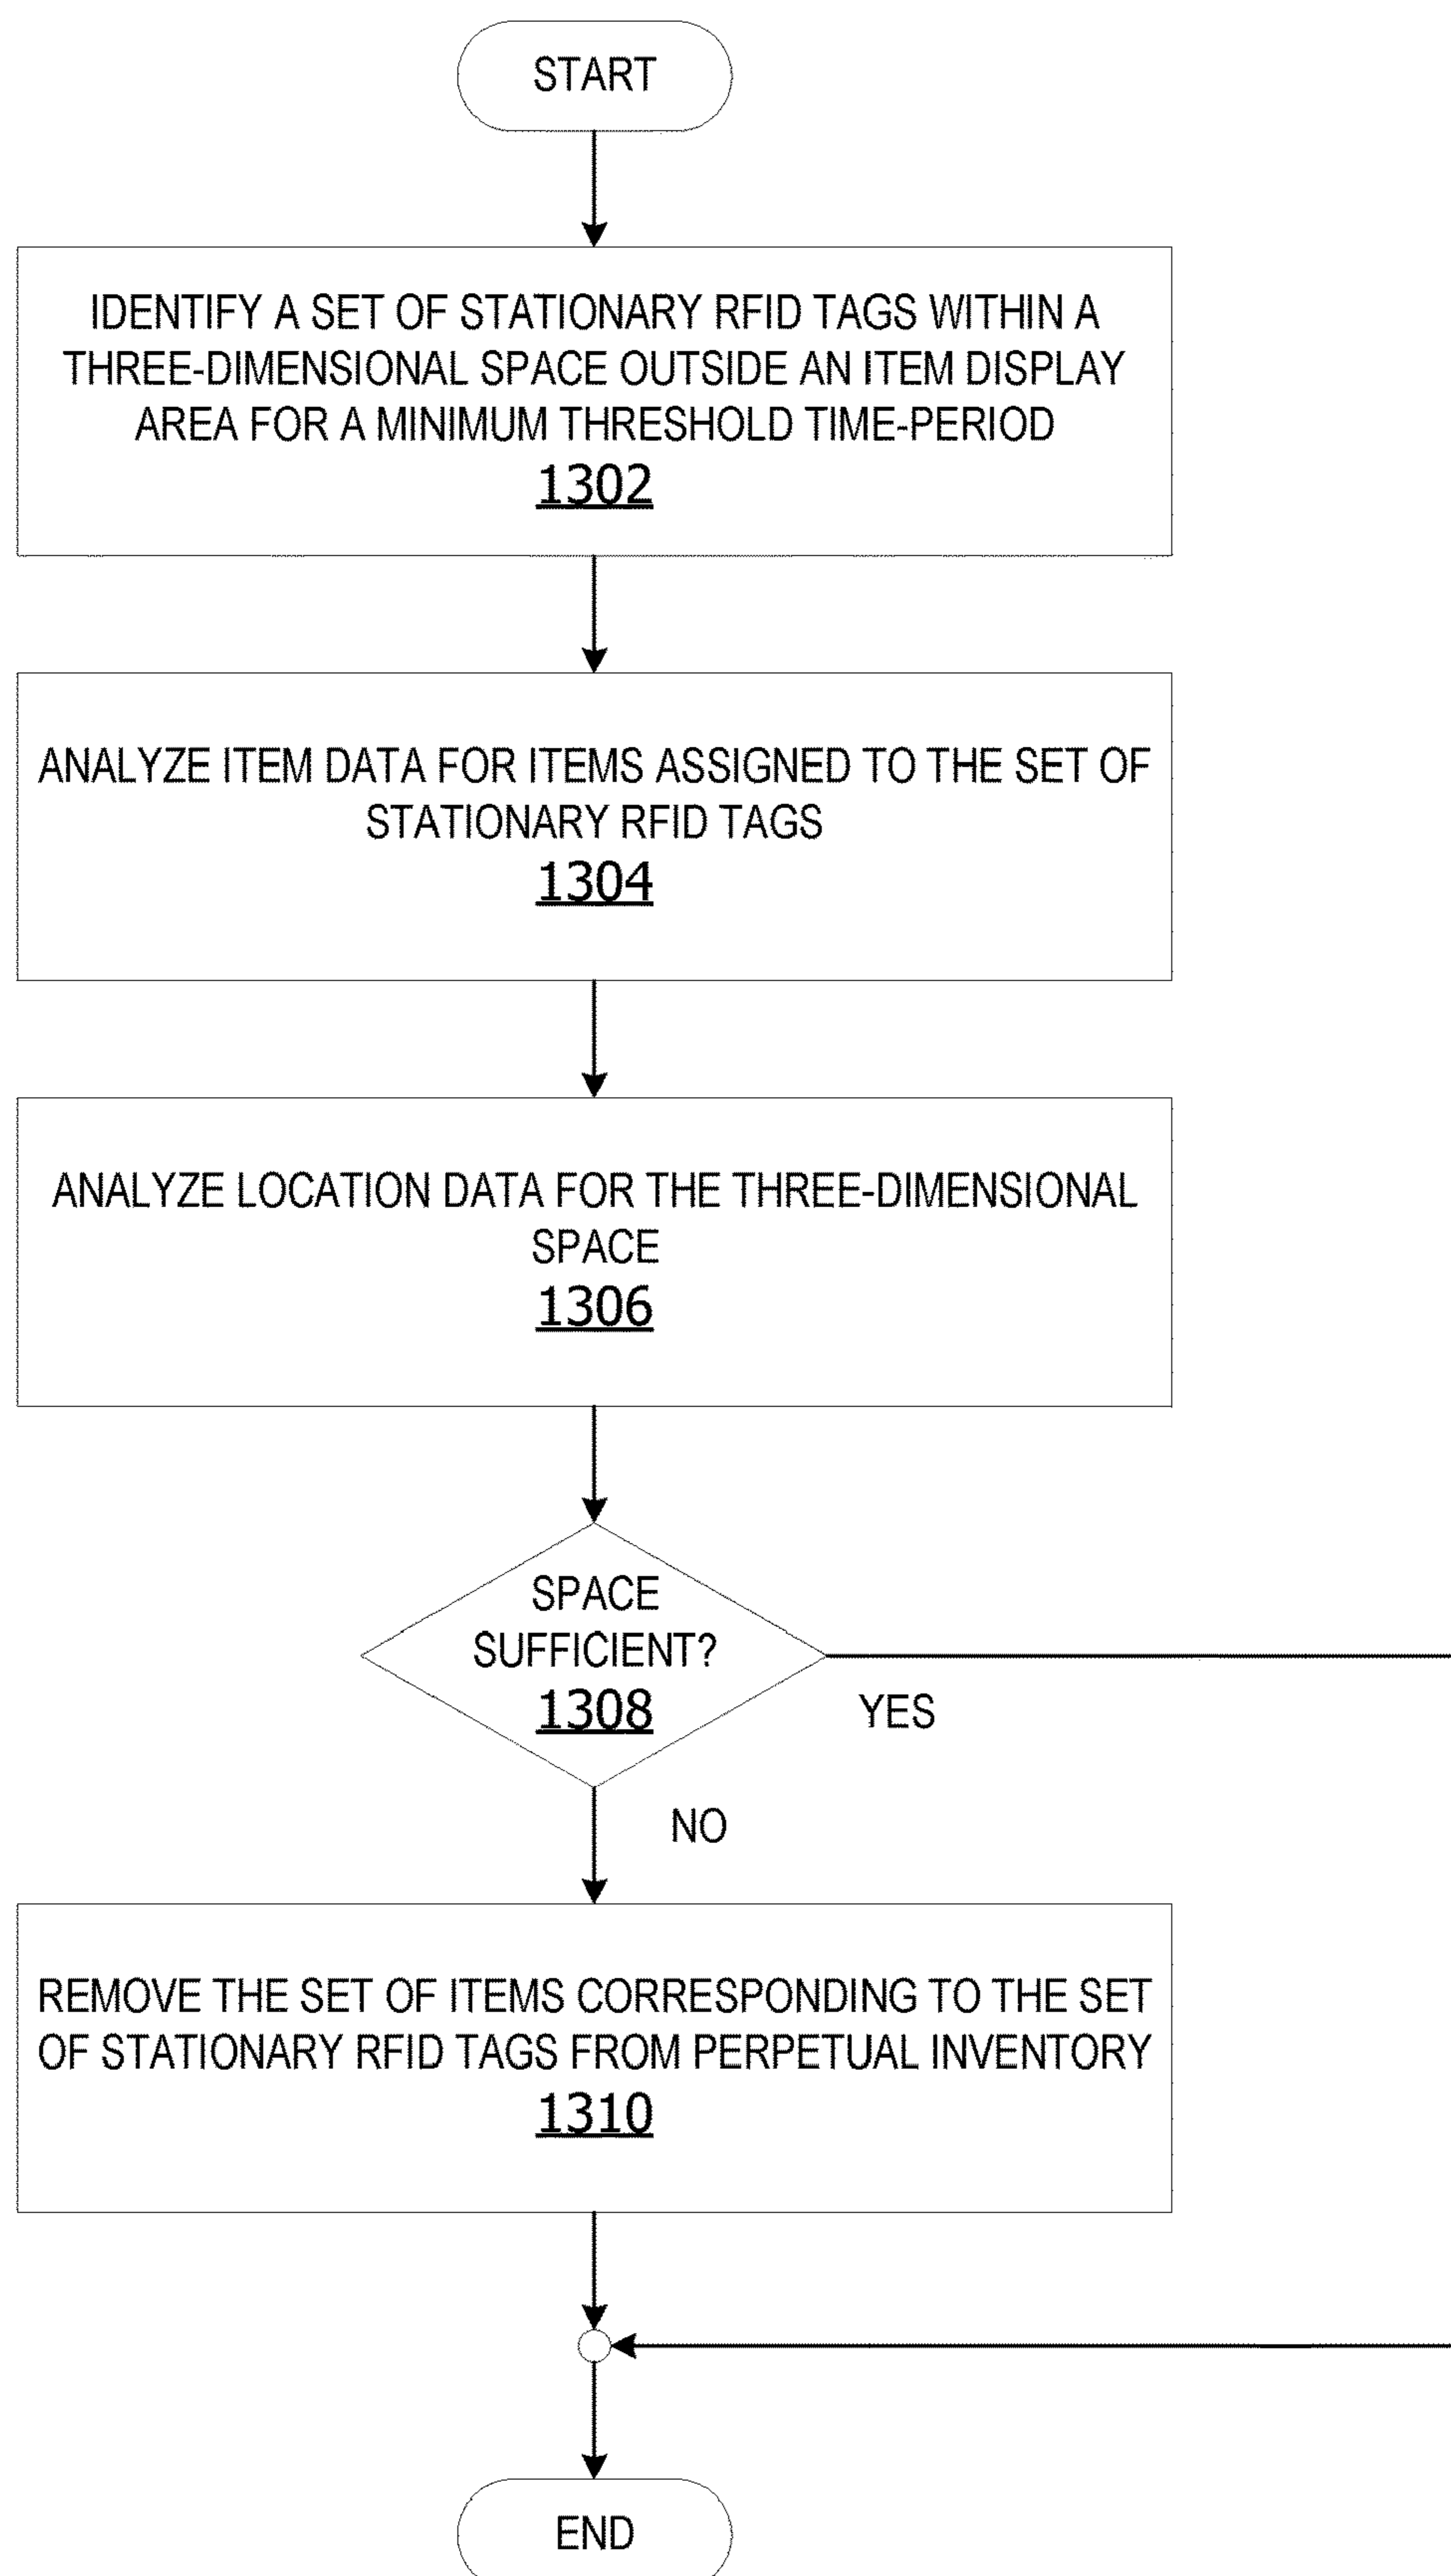 START
IDENTIFY A SET OF STATIONARY RFID TAGS WITHIN A
THREE-DIMENSIONAL SPACE OUTSIDE AN ITEM DISPLAY
AREA FOR A MINIMUM THRESHOLD TIME-PERIOD
1302
ANALYZE ITEM DATA FOR ITEMS ASSIGNED TO THE SET OF
STATIONARY RFID TAGS
1304
ANALYZE LOCATION DATA FOR THE THREE-DIMENSIONAL
SPACE
1306
SPACE
SUFFICIENT?
1308
YES
NO
REMOVE THE SET OF ITEMS CORRESPONDING TO THE SET
OF STATIONARY RFID TAGS FROM PERPETUAL INVENTORY
1310
END